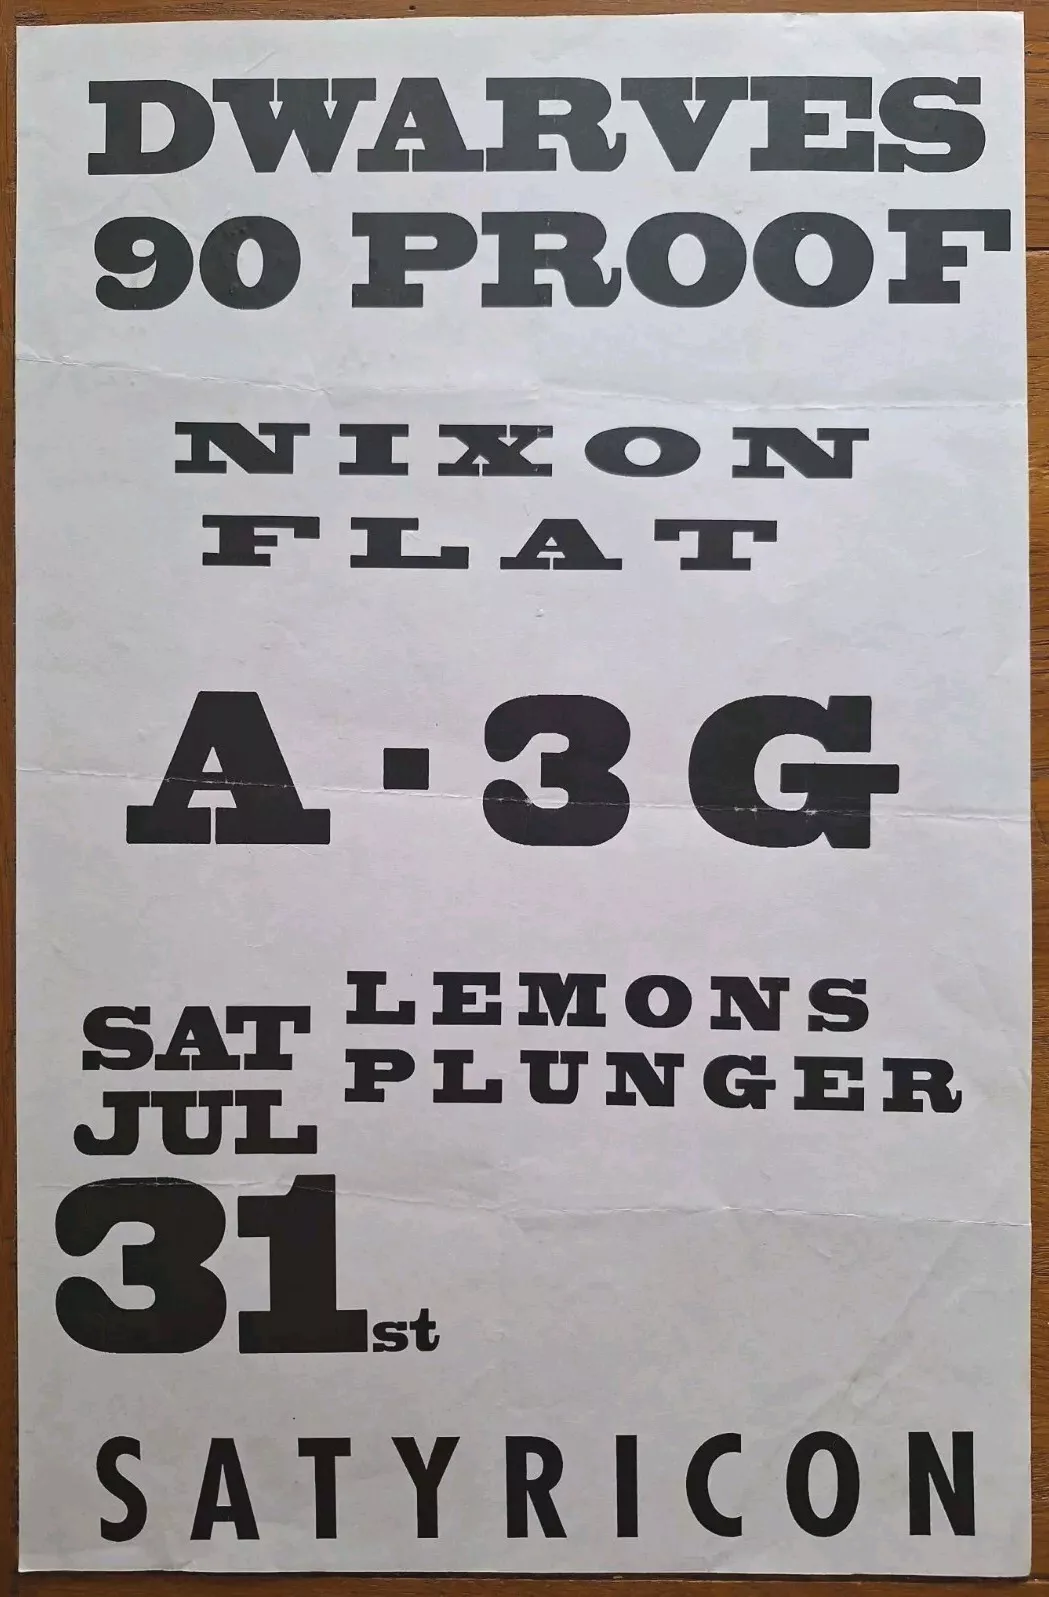 DWARVES
90 PROOF
NIXON
FLAT
A·3G
LEMONS
PLUNGER
SAT
JUL
31st
SATYRICON